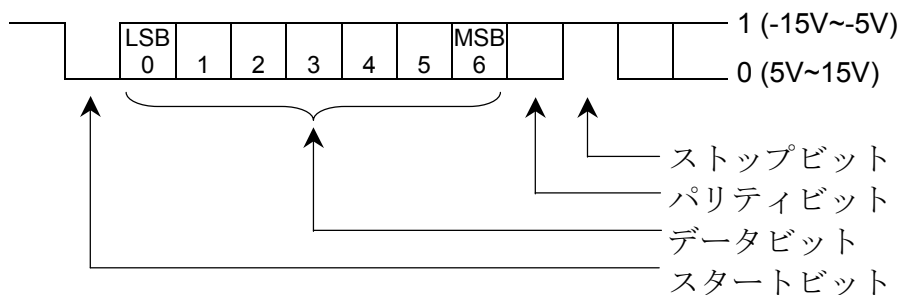 1 (-15V~-5V)
LSB MSB
0 1 2 3 4 5 6
0 (5V~15V)
ストップビット
パリティビット
データビット
スタートビット